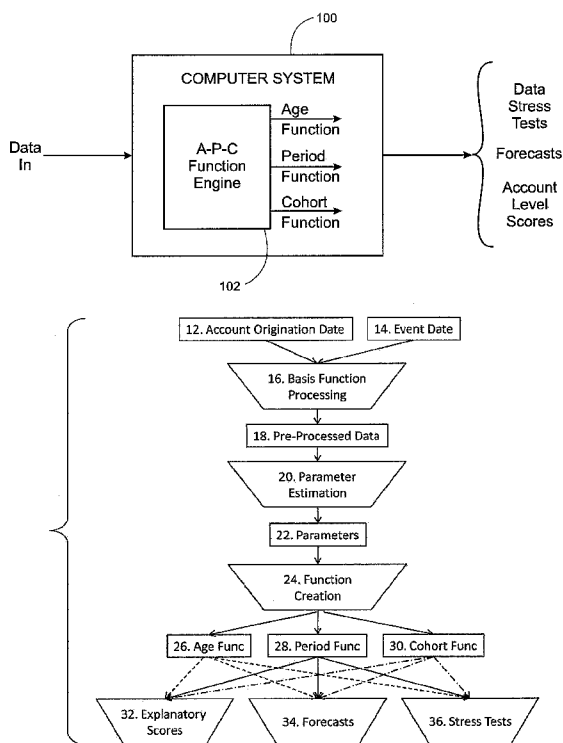 100
COMPUTER SYSTEM
Data
In
A-P-C
Function
Engine
Age
Function
Period
Function
Cohort
Function
102
Data
Stress
Tests
Forecasts
Account
Level
Scores
12. Account Origination Date
14. Event Date
16. Basis Function
Processing
18. Pre-Processed Data
20. Parameter
Estimation
22. Parameters
24. Function
Creation
26. Age Func
28. Period Func
30. Cohort Func
32. Explanatory
Scores
34. Forecasts
36. Stress Tests